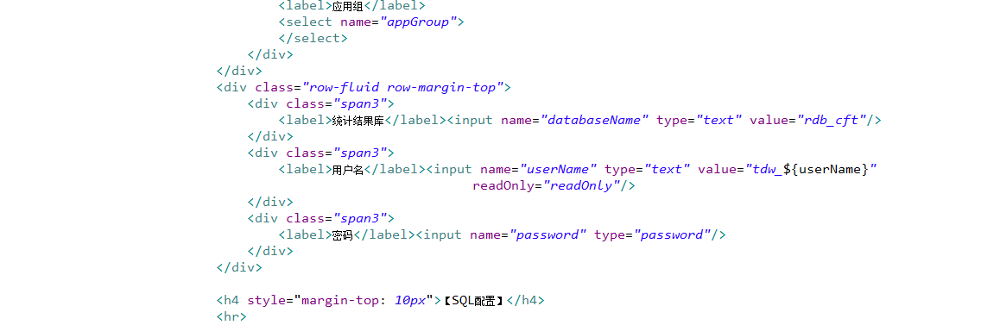 <label>应用组</label>
<select name="appGroup">
</select>
</div>
</div>
<div class="row-fluid row-margin-top">
<div class="span3">
<label>统计结果库</label><input name="databaseName" type="text" value="rdb_cft"/>
</div>
<div class="span3">
<label>用户名</label><input name="userName" type="text" value="tdw_${userName}"
readOnly="readOnly"/>
</div>
<div class="span3">
<label>密码</label><input name="password" type="password"/>
</div>
</div>
<h4 style="margin-top: 10px">【SQL配置】</h4>
<hr>